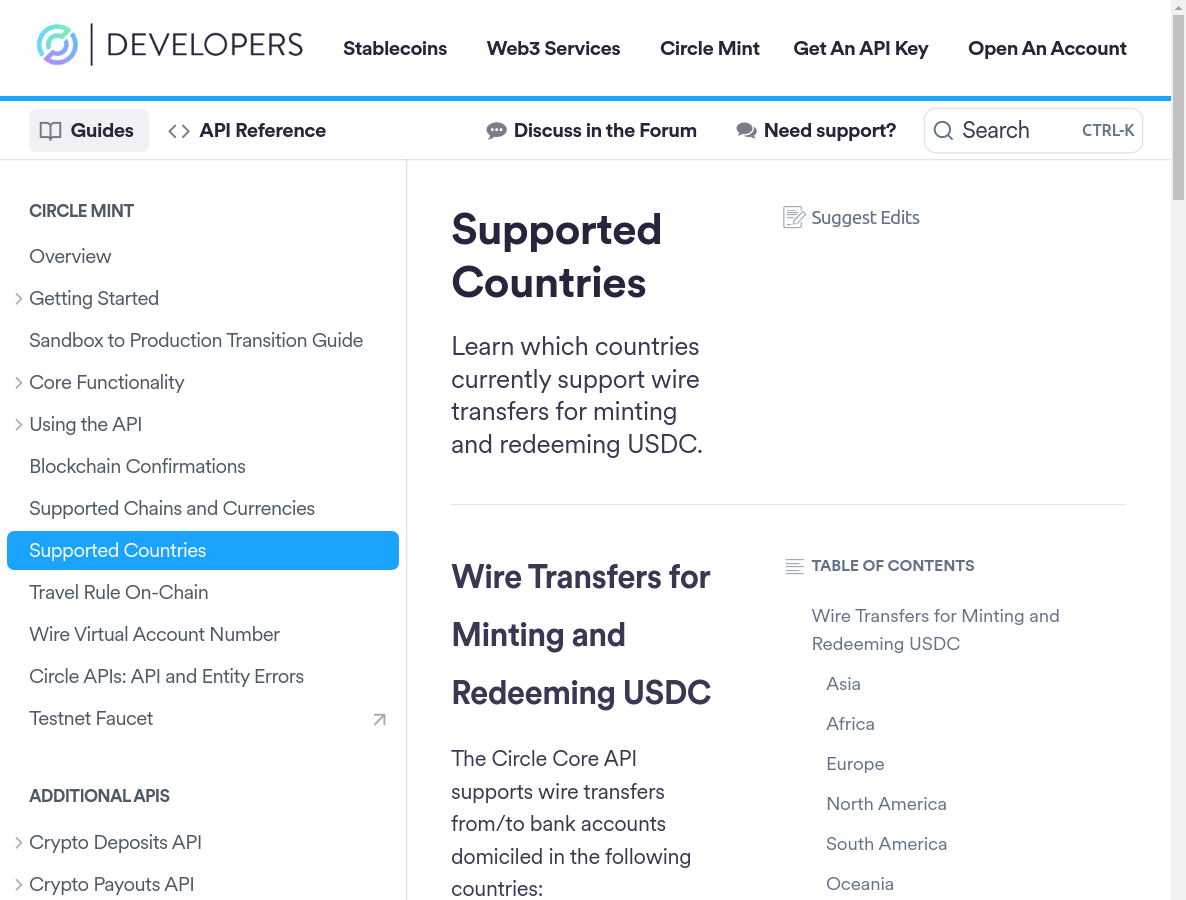 DEVELOPERS
Stablecoins
Web3 Services
Circle Mint
Get An API Key
Open An Account
Guides
API Reference
Discuss in the Forum
Need support?
Search
CTRL-K
CIRCLE MINT
Overview
Getting Started
Sandbox to Production Transition Guide
Core Functionality
Using the API
Blockchain Confirmations
Supported Chains and Currencies
Supported Countries
Travel Rule On-Chain
Wire Virtual Account Number
Circle APIs: API and Entity Errors
Testnet Faucet
ADDITIONAL APIS
Crypto Deposits API
Crypto Payouts API
Supported
Countries
Suggest Edits
Learn which countries
currently support wire
transfers for minting
and redeeming USDC.
Wire Transfers for
Minting and
Redeeming USDC
The Circle Core API
supports wire transfers
from/to bank accounts
domiciled in the following
countries:
TABLE OF CONTENTS
Wire Transfers for Minting and
Redeeming USDC
Asia
Africa
Europe
North America
South America
Oceania